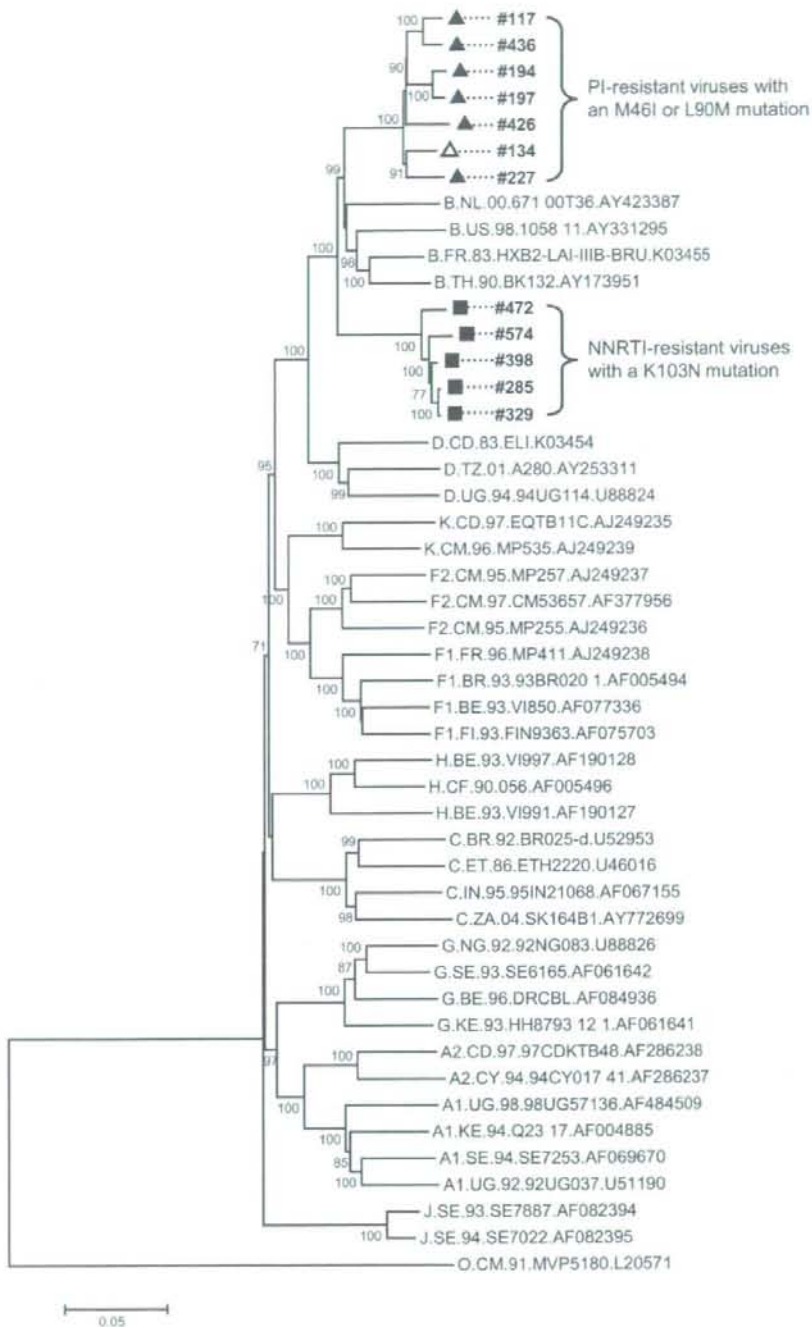 100
#117
#436
90
#194
100
#197
PI-resistant viruses with
an M46I or L90M mutation
100
#426
#134
91
#227
99
B.NL.00.671 00T36.AY423387
B.US.98.1058 11.AY331295
100
B.FR.83.HXB2-LAI-IIIB-BRU.K03455
98
100
B.TH.90.BK132.AY173951
#472
100
#574
100
#398
NNRTI-resistant viruses
with a K103N mutation
100
#285
77
100
#329
D.CD.83.ELI.K03454
100
D.TZ.01.A280.AY253311
99
D.UG.94.94UG114.U88824
95
K.CD.97.EQTB11C.AJ249235
100
K.CM.96.MP535.AJ249239
100
F2.CM.95.MP257.AJ249237
100
100
F2.CM.97.CM53657.AF377956
F2.CM.95.MP255.AJ249236
71
100
F1.FR.96.MP411.AJ249238
100
F1.BR.93.93BR020 1.AF005494
F1.BE.93.VI850.AF077336
100
F1.FI.93.FIN9363.AF075703
H.BE.93.VI997.AF190128
100
100
H.CF.90.056.AF005496
H.BE.93.VI991.AF190127
99
C.BR.92.BR025-d.U52953
C.ET.86.ETH2220.U46016
100
C.IN.95.95IN21068.AF067155
98
C.ZA.04.SK164B1.AY772699
100
G.NG.92.92NG083.U88826
87
G.SE.93.SE6165.AF061642
100
G.BE.96.DRCBL.AF084936
G.KE.93.HH8793 12 1.AF061641
97
100
A2.CD.97.97CDKTB48.AF286238
A2.CY.94.94CY017 41.AF286237
100
A1.UG.98.98UG57136.AF484509
100
A1.KE.94.Q23 17.AF004885
85
A1.SE.94.SE7253.AF069670
100
A1.UG.92.92UG037.U51190
J.SE.93.SE7887.AF082394
100
J.SE.94.SE7022.AF082395
O.CM.91.MVP5180.L20571
0.05